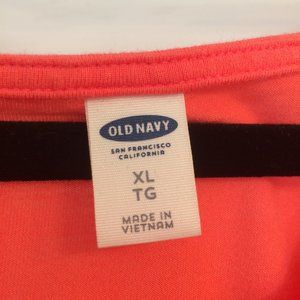 OLD NAVY
SAN FRANCISCO
CALIFORNIA
XL
TG
MADE IN
VIETNAM